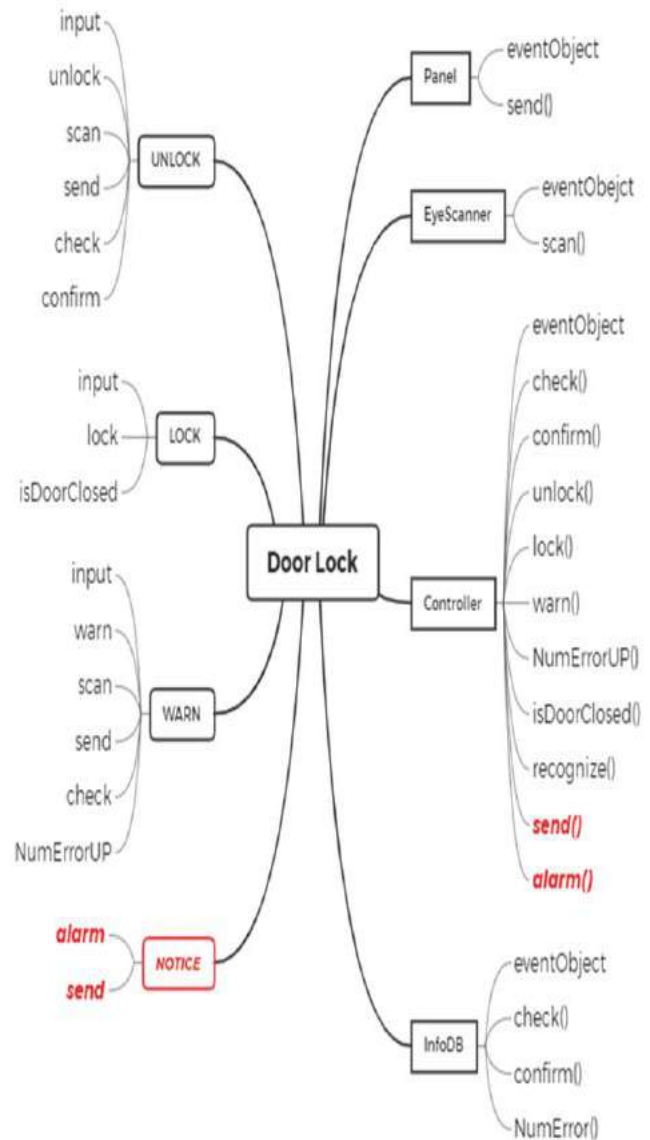 Door Lock
UNLOCK
input
unlock
scan
send
check
confirm
LOCK
input
lock
isDoorClosed
WARN
input
warn
scan
send
check
NumErrorUP
NOTICE
alarm
send
Panel
eventObject
send()
EyeScanner
eventObejct
scan()
Controller
eventObject
check()
confirm()
unlock()
lock()
warn()
NumErrorUP()
isDoorClosed()
recognize()
send()
alarm()
InfoDB
eventObject
check()
confirm()
NumError()